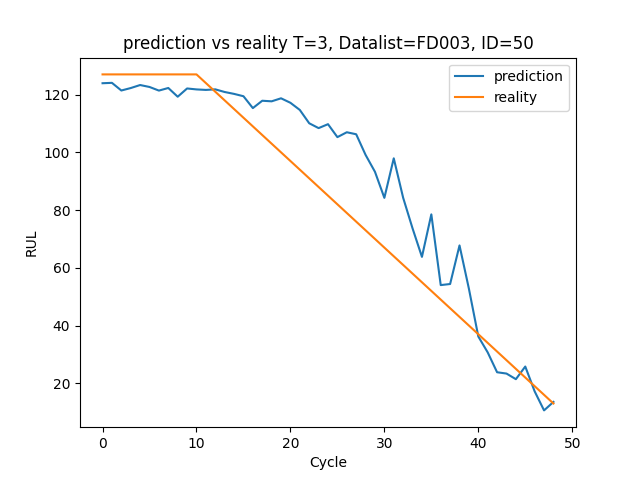 prediction vs reality T=3, Datalist=FD003, ID=50
prediction
reality
120
100
80
60
40
20
RUL
0 10 20 30 40 50
Cycle